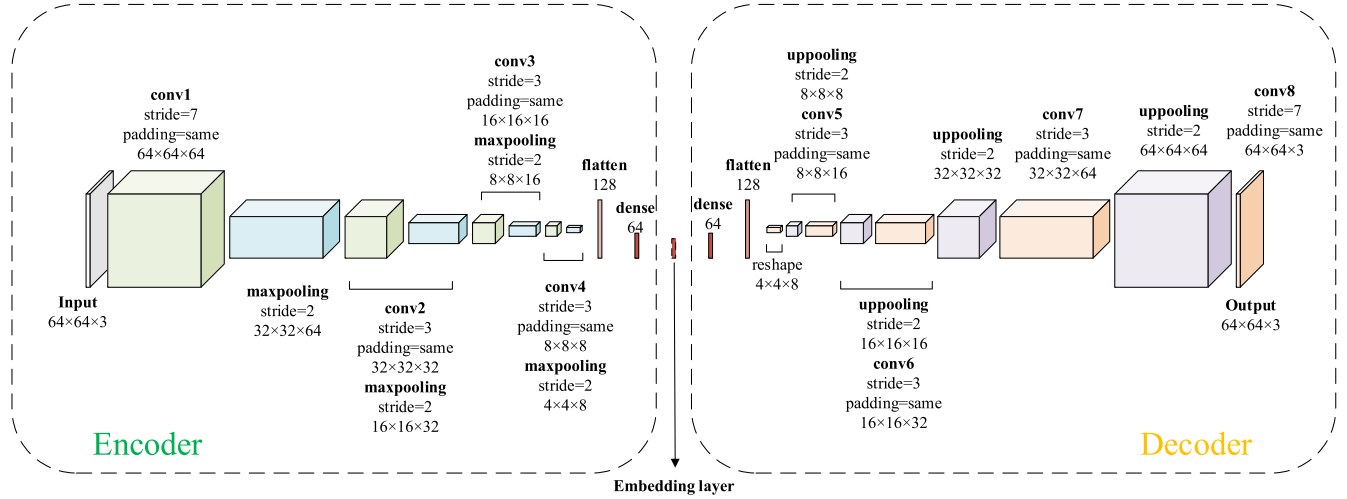 Input
64×64×3
conv1
stride=7
padding=same
64×64×64
maxpooling
stride=2
32×32×64
conv2
stride=3
padding=same
32×32×32
maxpooling
stride=2
16×16×32
conv3
stride=3
padding=same
16×16×16
maxpooling
stride=2
8×8×16
conv4
stride=3
padding=same
8×8×8
maxpooling
stride=2
4×4×8
flatten
128
dense
64
Encoder
Embedding layer
dense
64
flatten
128
reshape
4×4×8
uppooling
stride=2
8×8×8
conv5
stride=3
padding=same
8×8×16
uppooling
stride=2
16×16×16
conv6
stride=3
padding=same
16×16×32
uppooling
stride=2
32×32×32
conv7
stride=3
padding=same
32×32×64
uppooling
stride=2
64×64×64
conv8
stride=7
padding=same
64×64×3
Output
64×64×3
Decoder